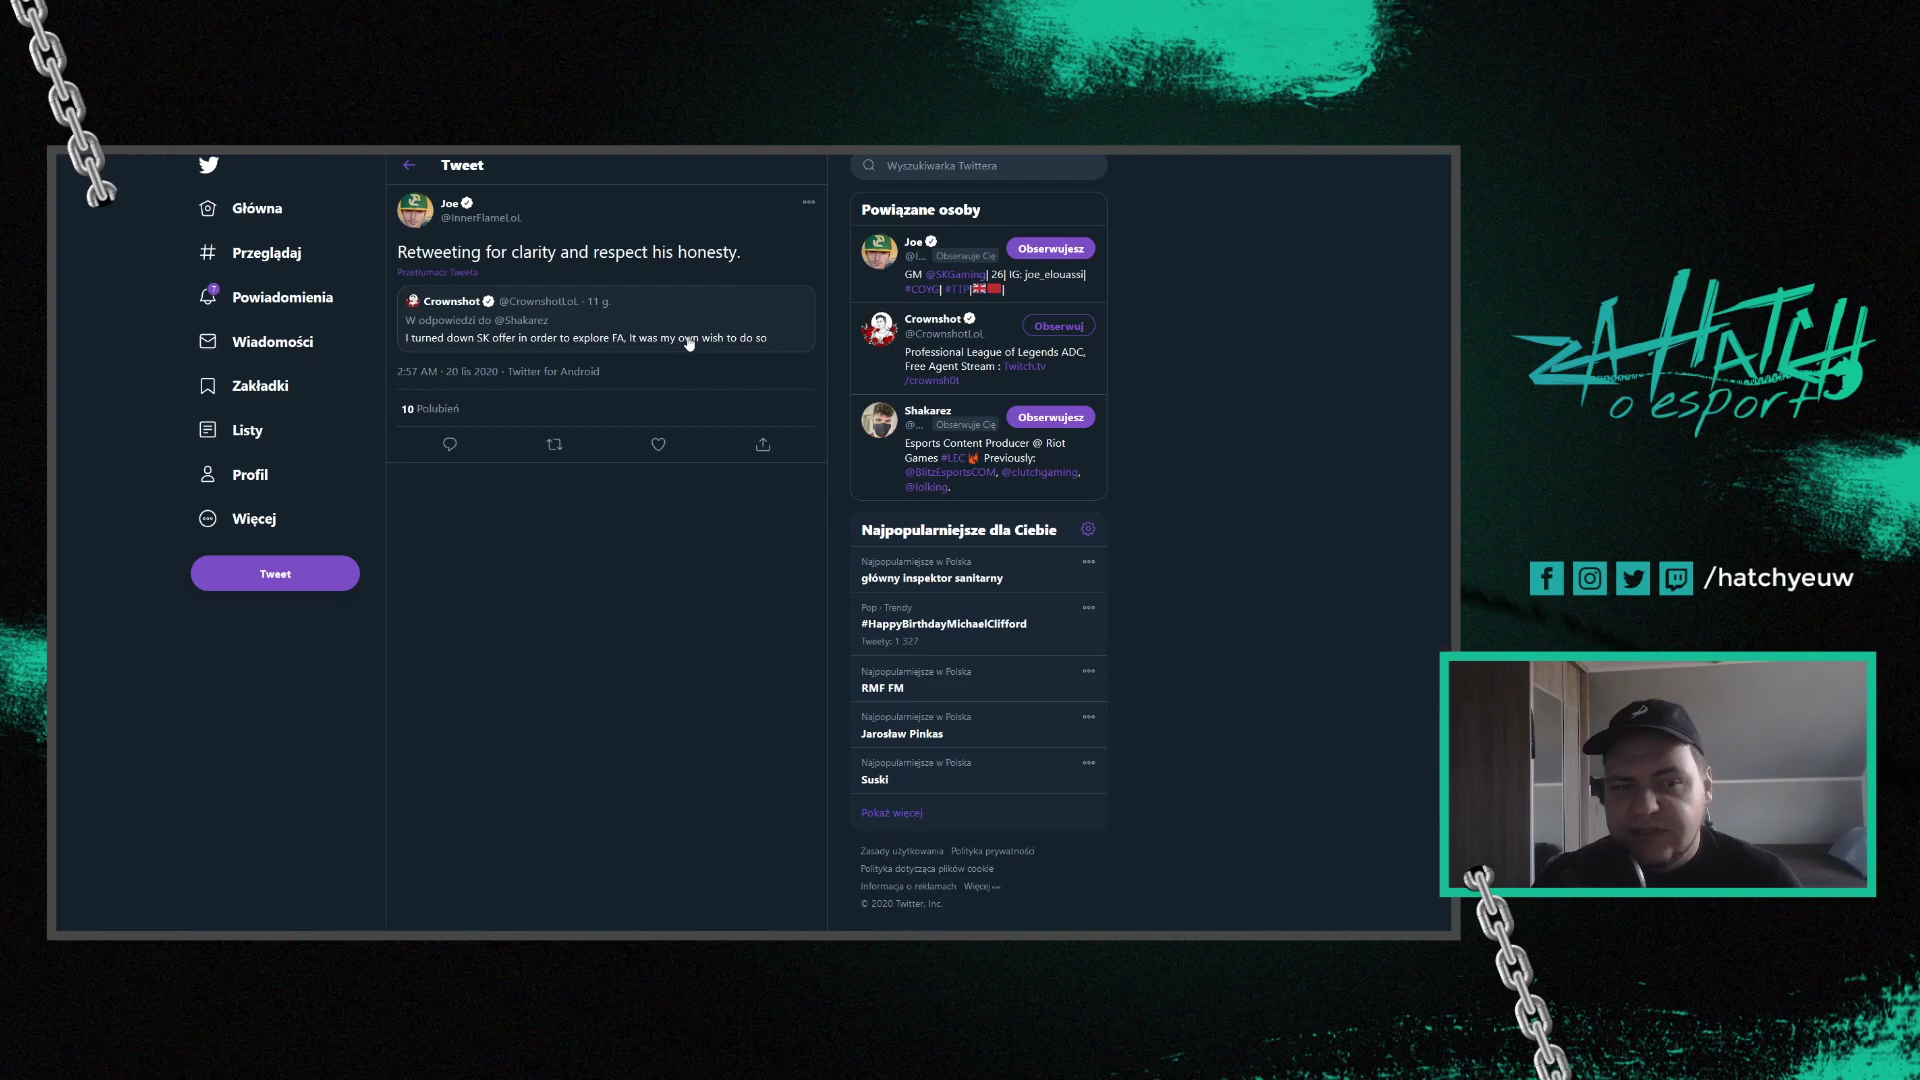 Tweet
Joe
@InnerFlameLoL
Retweeting for clarity and respect his honesty.
Przetłumacz Tweeta
Crownshot @CrownshotLoL · 11 g.
W odpowiedzi do @Shakarez
I turned down SK offer in order to explore FA, It was my own wish to do so
2:57 AM · 20 lis 2020 · Twitter for Android
10 Polubień
Główna
Przeglądaj
7
Powiadomienia
Wiadomości
Zakładki
Listy
Profil
Więcej
Tweet
Wyszukiwarka Twittera
Powiązane osoby
Joe
@I... Obserwuje Cię
Obserwujesz
GM @SKGaming| 26| IG: joe_elouassi|
#COYG| #TTP| |
Crownshot
@CrownshotLoL
Obserwuj
Professional League of Legends ADC,
Free Agent Stream : Twitch.tv
/crownsh0t
Shakarez
@... Obserwuje Cię
Obserwujesz
Esports Content Producer @ Riot
Games #LEC Previously:
@BlitzEsportsCOM, @clutchgaming,
@lolking.
Najpopularniejsze dla Ciebie
Najpopularniejsze w Polska
główny inspektor sanitarny
Pop · Trendy
#HappyBirthdayMichaelClifford
Tweety: 1 327
Najpopularniejsze w Polska
RMF FM
Najpopularniejsze w Polska
Jarosław Pinkas
Najpopularniejsze w Polska
Suski
Pokaż więcej
Zasady użytkowania Polityka prywatności
Polityka dotycząca plików cookie
Informacja o reklamach Więcej
© 2020 Twitter, Inc.
ZA HATCH
o esport
/hatchyeuw